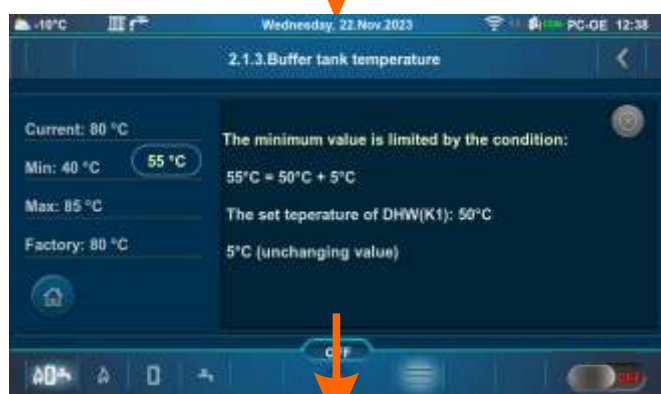 -10°C Wednesday, 22.Nov.2023 PC-OE 12:38
2.1.3.Buffer tank temperature
Current: 80 °C
Min: 40 °C
55 °C
Max: 85 °C
Factory: 80 °C
The minimum value is limited by the condition:
55°C = 50°C + 5°C
The set teperature of DHW(K1): 50°C
5°C (unchanging value)
OFF